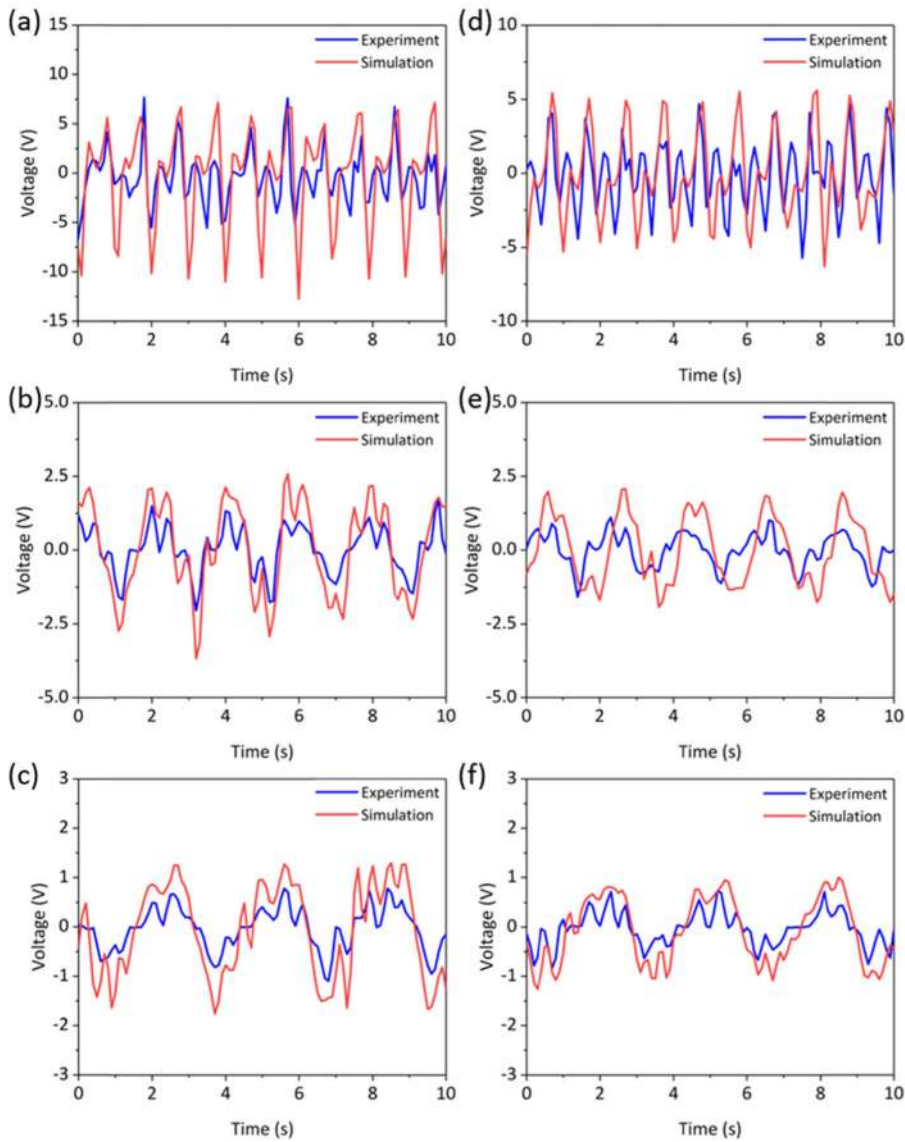 (a)
15
10
5
0
-5
-10
-15
Voltage (V)
Experiment
Simulation
0 2 4 6 8 10
Time (s)
(d)
10
5
0
-5
-10
Voltage (V)
Experiment
Simulation
0 2 4 6 8 10
Time (s)
(b)
5.0
2.5
0.0
-2.5
-5.0
Voltage (V)
Experiment
Simulation
0 2 4 6 8 10
Time (s)
(e)
5.0
2.5
0.0
-2.5
-5.0
Voltage (V)
Experiment
Simulation
0 2 4 6 8 10
Time (s)
(c)
3
2
1
0
-1
-2
-3
Voltage (V)
Experiment
Simulation
0 2 4 6 8 10
Time (s)
(f)
3
2
1
0
-1
-2
-3
Voltage (V)
Experiment
Simulation
0 2 4 6 8 10
Time (s)